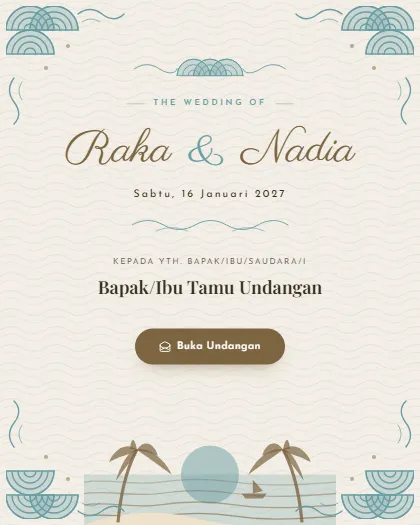 THE WEDDING OF
Raka & Nadia
Sabtu, 16 Januari 2027
KEPADA YTH. BAPAK/IBU/SAUDARA/I
Bapak/Ibu Tamu Undangan
Buka Undangan